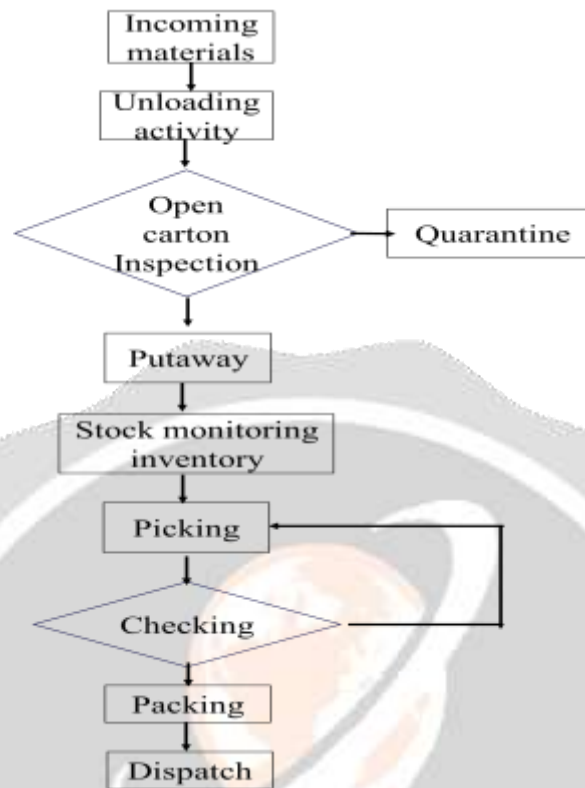 Incoming
materials
Unloading
activity
Open
carton
Inspection
Quarantine
Putaway
Stock monitoring
inventory
Picking
Checking
Packing
Dispatch